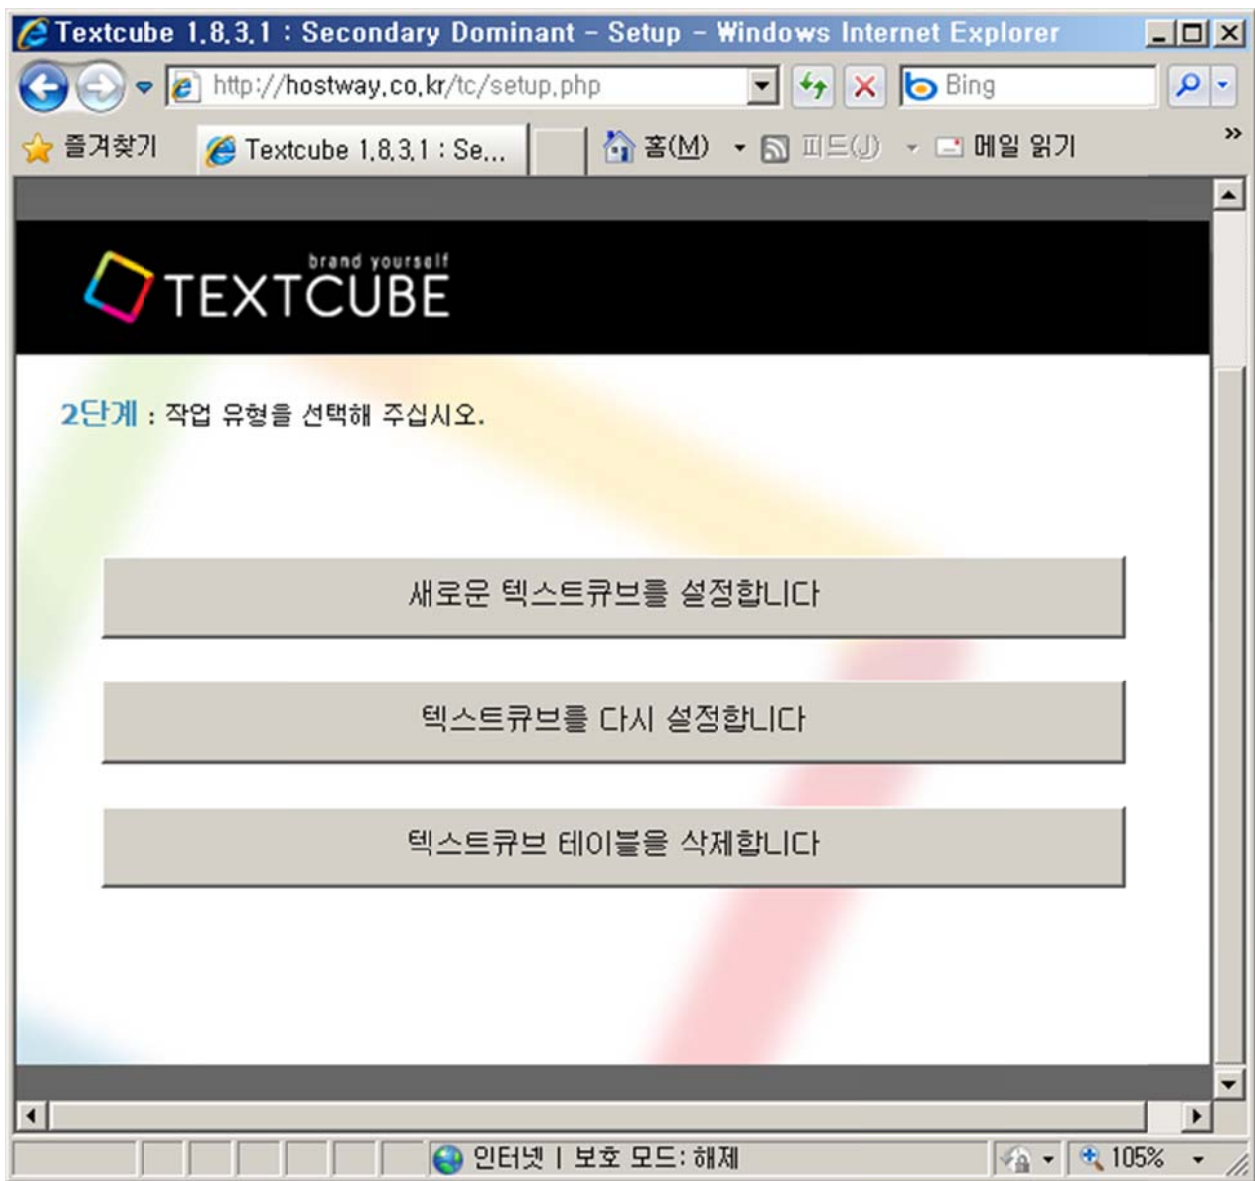 Textcube 1.8.3.1 : Secondary Dominant - Setup - Windows Internet Explorer
http://hostway.co.kr/tc/setup.php
Bing
즐겨찾기
Textcube 1.8.3.1 : Se...
홈(M)
피드(J)
메일 읽기
»
brand yourself
TEXTCUBE
2단계 : 작업 유형을 선택해 주십시오.
새로운 텍스트큐브를 설정합니다
텍스트큐브를 다시 설정합니다
텍스트큐브 테이블을 삭제합니다
인터넷 | 보호 모드: 해제
105%